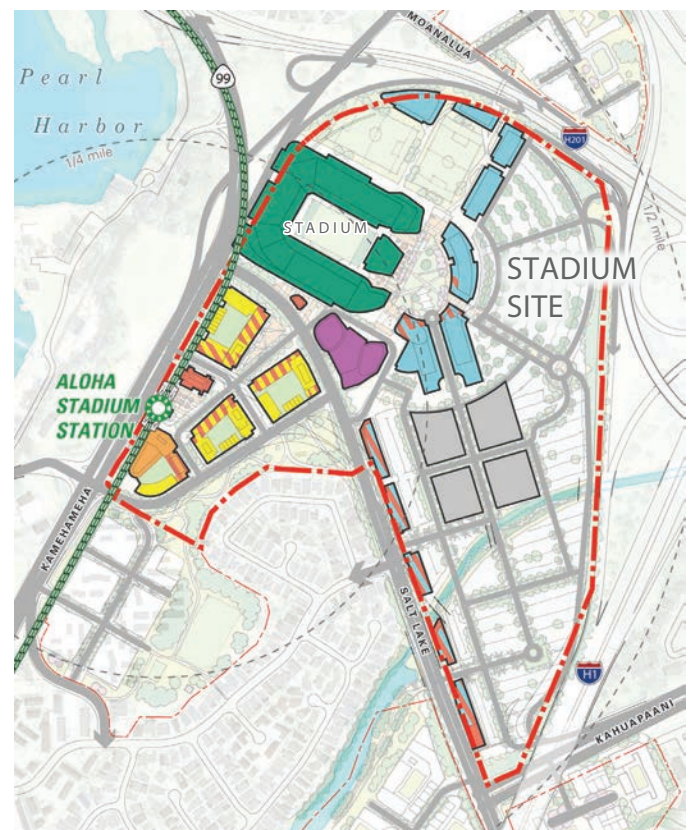 MOANALUA
99
Pearl
Harbor
1/4 mile
H201
STADIUM
1/2 mile
STADIUM
SITE
ALOHA
STADIUM
STATION
KAMEHAMEHA
SALT LAKE
H1
KAHUAPAANI